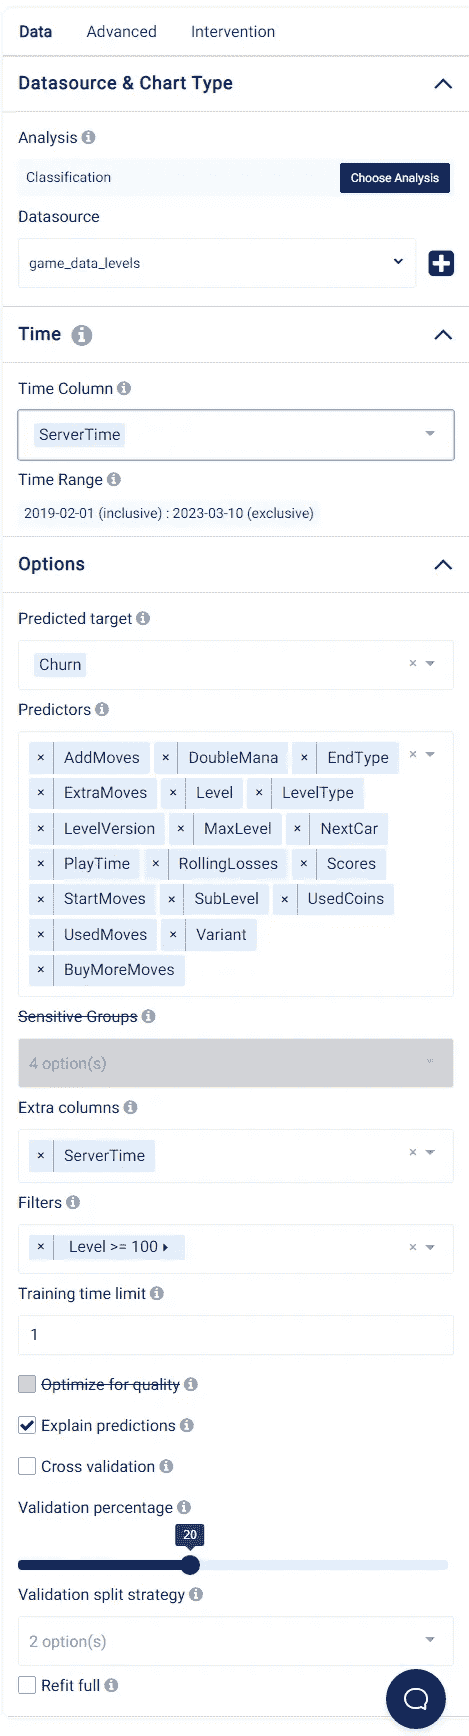 Data Advanced Intervention
Datasource & Chart Type
Analysis
Classification Choose Analysis
Datasource
game_data_levels
Time
Time Column
ServerTime
Time Range
2019-02-01 (inclusive) : 2023-03-10 (exclusive)
Options
Predicted target
Churn
Predictors
× AddMoves × DoubleMana × EndType
× ExtraMoves × Level × LevelType
× LevelVersion × MaxLevel × NextCar
× PlayTime × RollingLosses × Scores
× StartMoves × SubLevel × UsedCoins
× UsedMoves × Variant
× BuyMoreMoves
Sensitive Groups
4 option(s)
Extra columns
× ServerTime
Filters
× Level >= 100
Training time limit
1
Optimize for quality
Explain predictions
Cross validation
Validation percentage
20
Validation split strategy
2 option(s)
Refit full